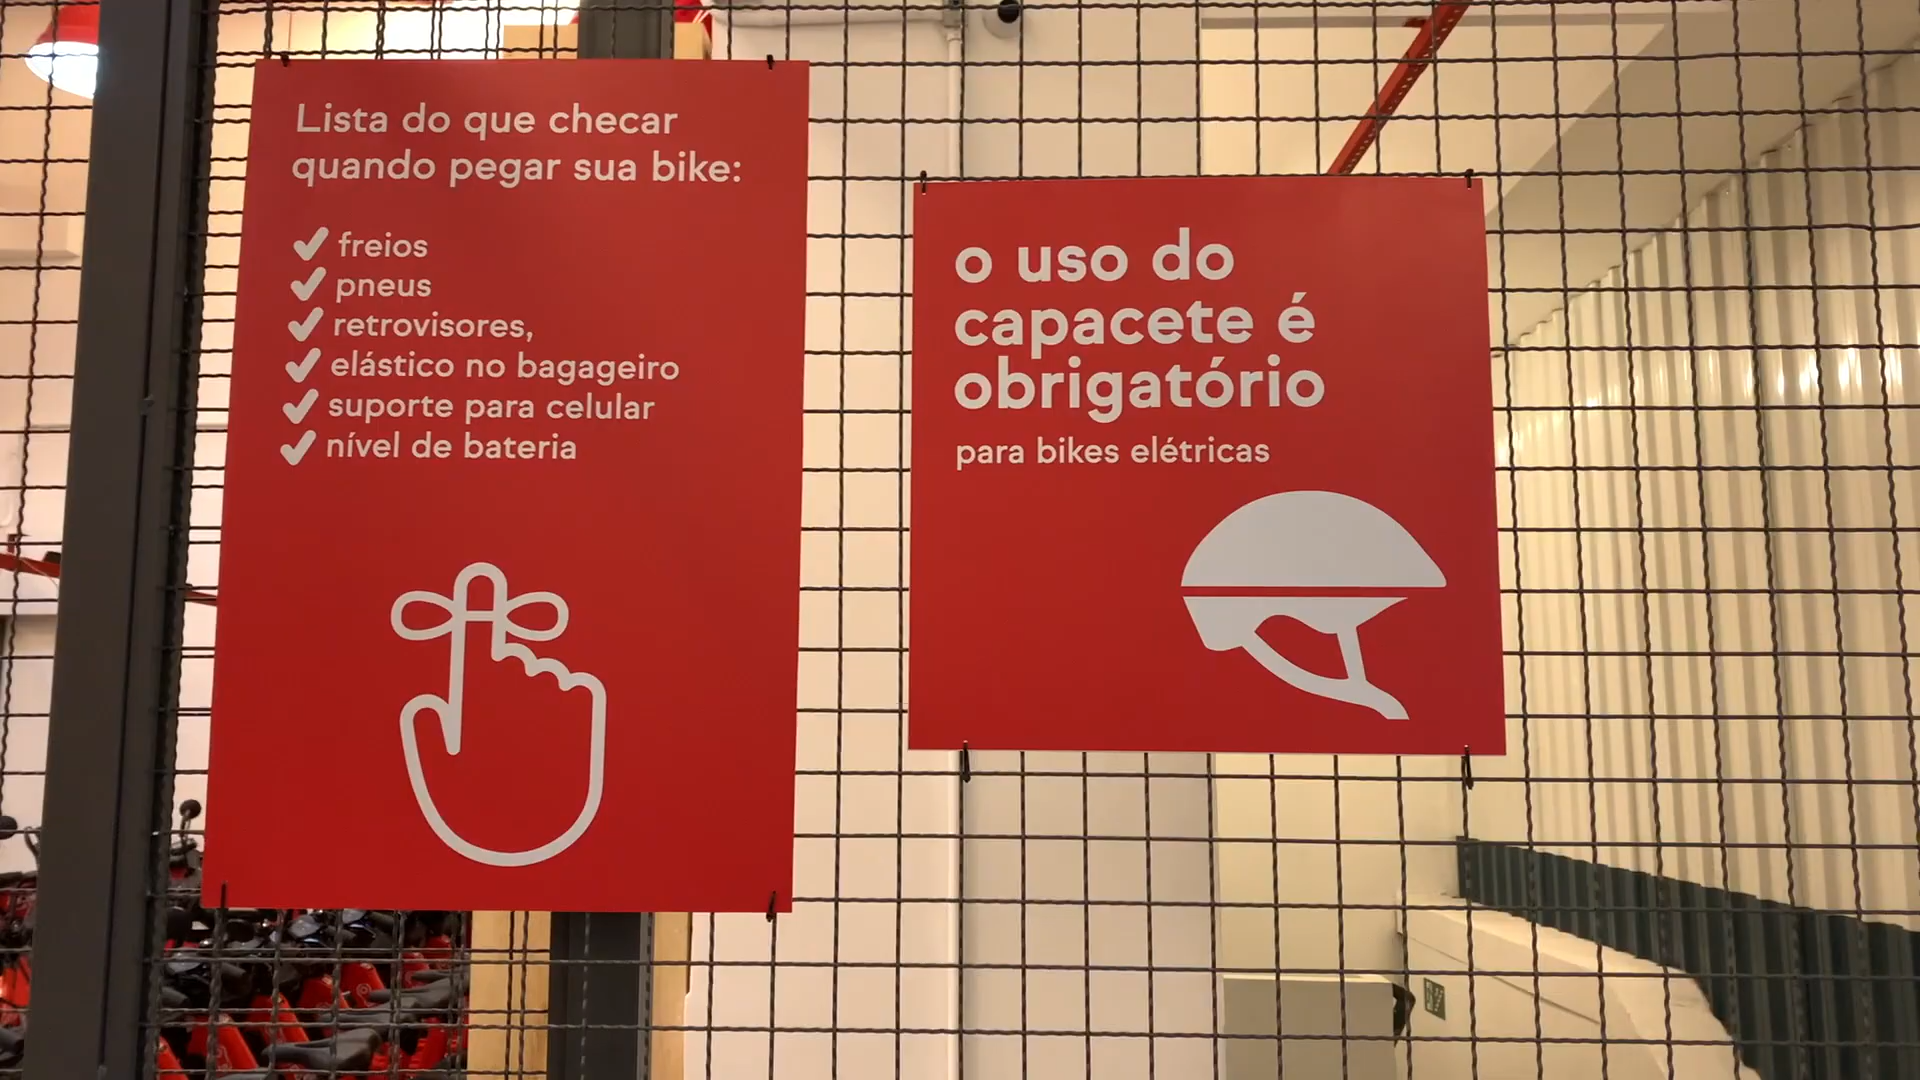 Lista do que checar
quando pegar sua bike:
freios
pneus
retrovisores,
elástico no bagageiro
suporte para celular
nível de bateria
o uso do
capacete é
obrigatório
para bikes elétricas